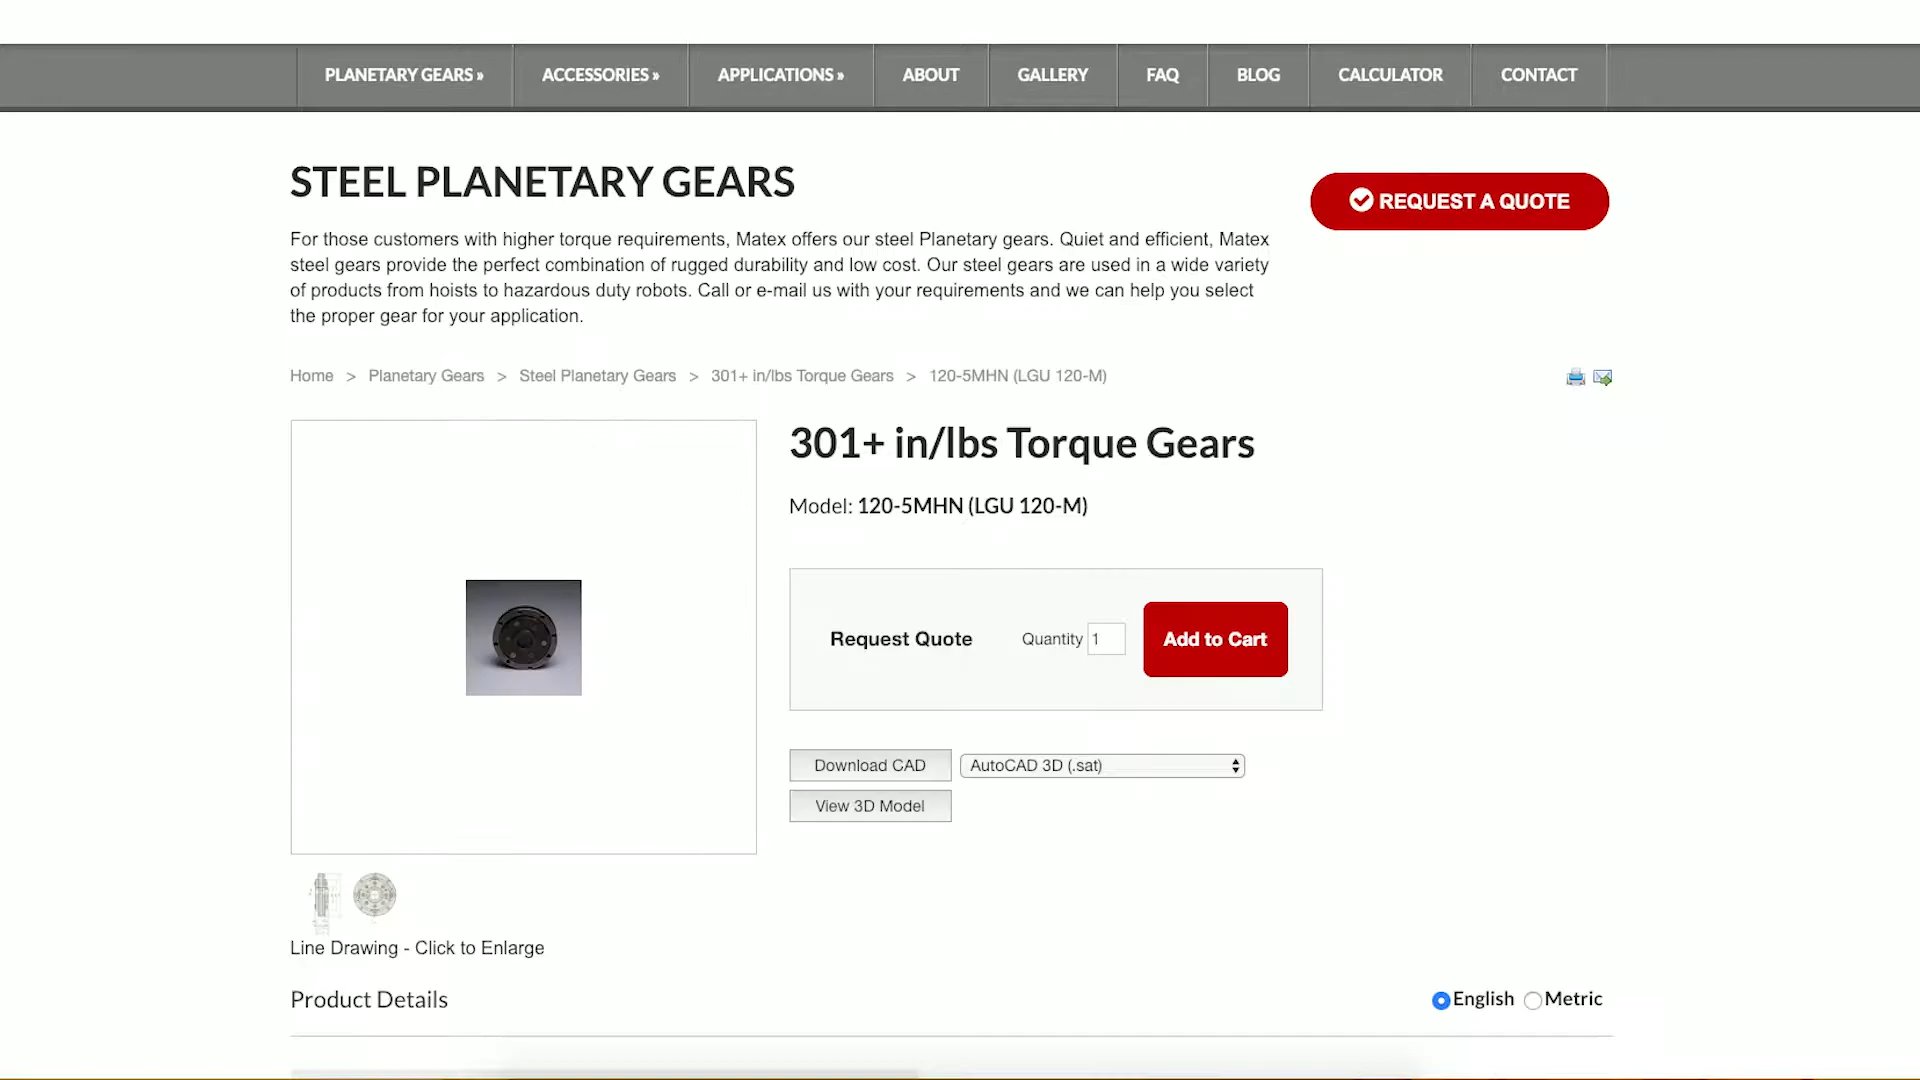 PLANETARY GEARS » ACCESSORIES » APPLICATIONS » ABOUT GALLERY FAQ BLOG CALCULATOR CONTACT
STEEL PLANETARY GEARS
REQUEST A QUOTE
For those customers with higher torque requirements, Matex offers our steel Planetary gears. Quiet and efficient, Matex
steel gears provide the perfect combination of rugged durability and low cost. Our steel gears are used in a wide variety
of products from hoists to hazardous duty robots. Call or e-mail us with your requirements and we can help you select
the proper gear for your application.
Home > Planetary Gears > Steel Planetary Gears > 301+ in/lbs Torque Gears > 120-5MHN (LGU 120-M)
301+ in/lbs Torque Gears
Model: 120-5MHN (LGU 120-M)
Request Quote Quantity 1 Add to Cart
Download CAD AutoCAD 3D (.sat)
View 3D Model
Line Drawing - Click to Enlarge
Product Details English Metric